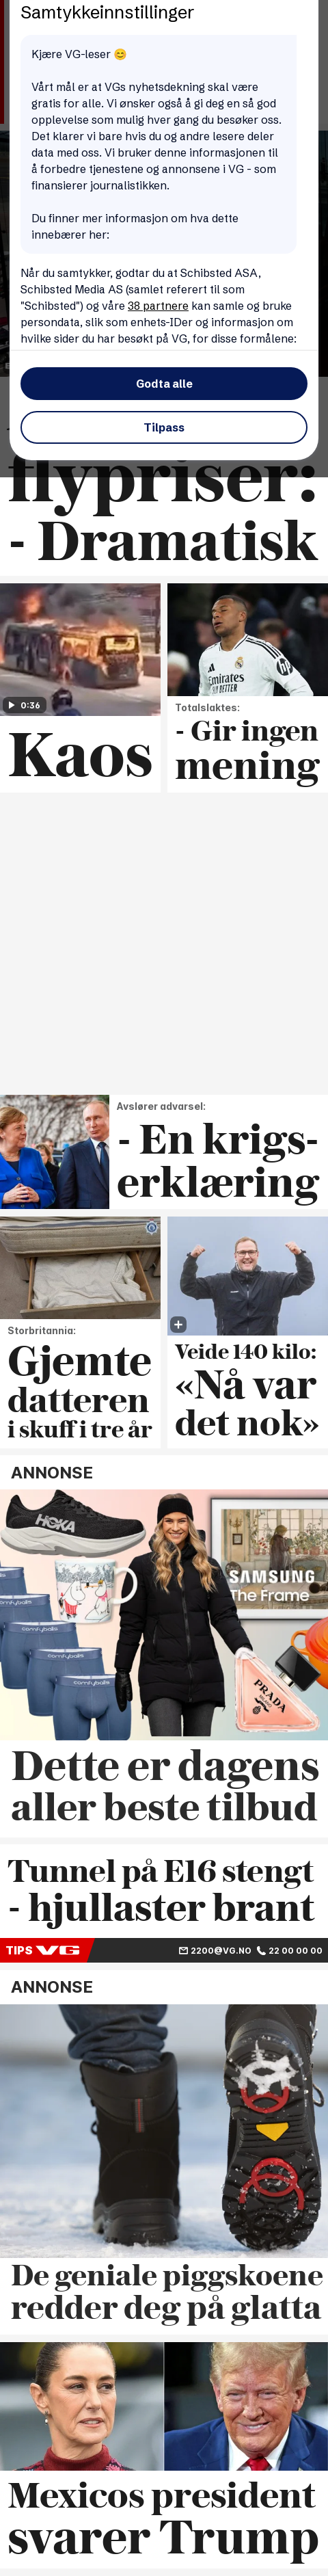 Samtykkeinnstillinger
Kjære VG-leser 😊
Vårt mål er at VGs nyhetsdekning skal være
gratis for alle. Vi ønsker også å gi deg en så god
opplevelse som mulig hver gang du besøker oss.
Det klarer vi bare hvis du og andre lesere deler
data med oss. Vi bruker denne informasjonen til
å forbedre tjenestene og annonsene i VG - som
finansierer journalistikken.
Du finner mer informasjon om hva dette
innebærer her:
Når du samtykker, godtar du at Schibsted ASA,
Schibsted Media AS (samlet referert til som
"Schibsted") og våre 38 partnere kan samle og bruke
persondata, slik som enhets-IDer og informasjon om
hvilke sider du har besøkt på VG, for disse formålene:
Godta alle
Tilpass
flypriser:
- Dramatisk
0:36
Kaos
Totalslaktes:
- Gir ingen
mening
Avslører advarsel:
- En krigs-
erklæring
Storbritannia:
Gjemte
datteren
i skuff i tre år
Veide 140 kilo:
«Nå var
det nok»
ANNONSE
HOKA
SAMSUNG
The Frame
comfyballs
PRADA
Dette er dagens
aller beste tilbud
Tunnel på E16 stengt
- hjullaster brant
TIPS VG
2200@VG.NO
22 00 00 00
ANNONSE
De geniale piggskoene
redder deg på glatta
Mexicos president
svarer Trump